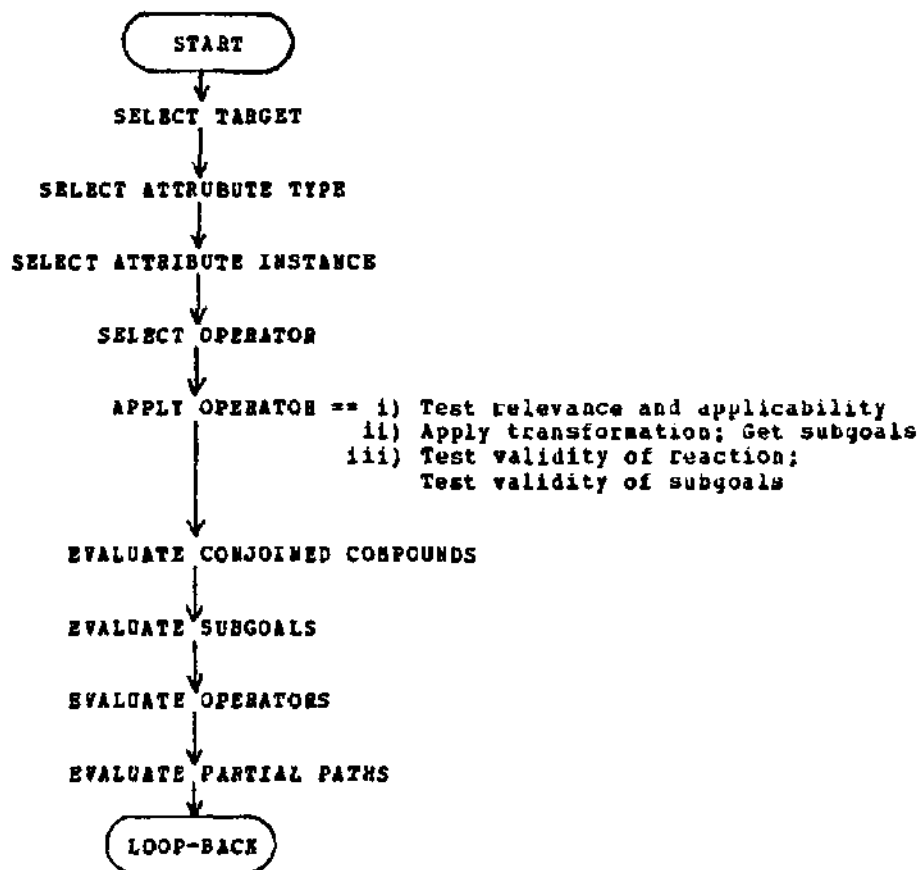 START
SELECT TARGET
SELECT ATTRUBUTE TYPE
SELECT ATTRIBUTE INSTANCE
SELECT OPERATOR
APPLY OPERATOR == i) Test relevance and applicability
ii) Apply transformation; Get subgoals
iii) Test validity of reaction;
Test validity of subgoals
EVALUATE CONJOINED COMPOUNDS
EVALUATE SUBGOALS
EVALUATE OPERATORS
EVALUATE PARTIAL PATHS
LOOP-BACK